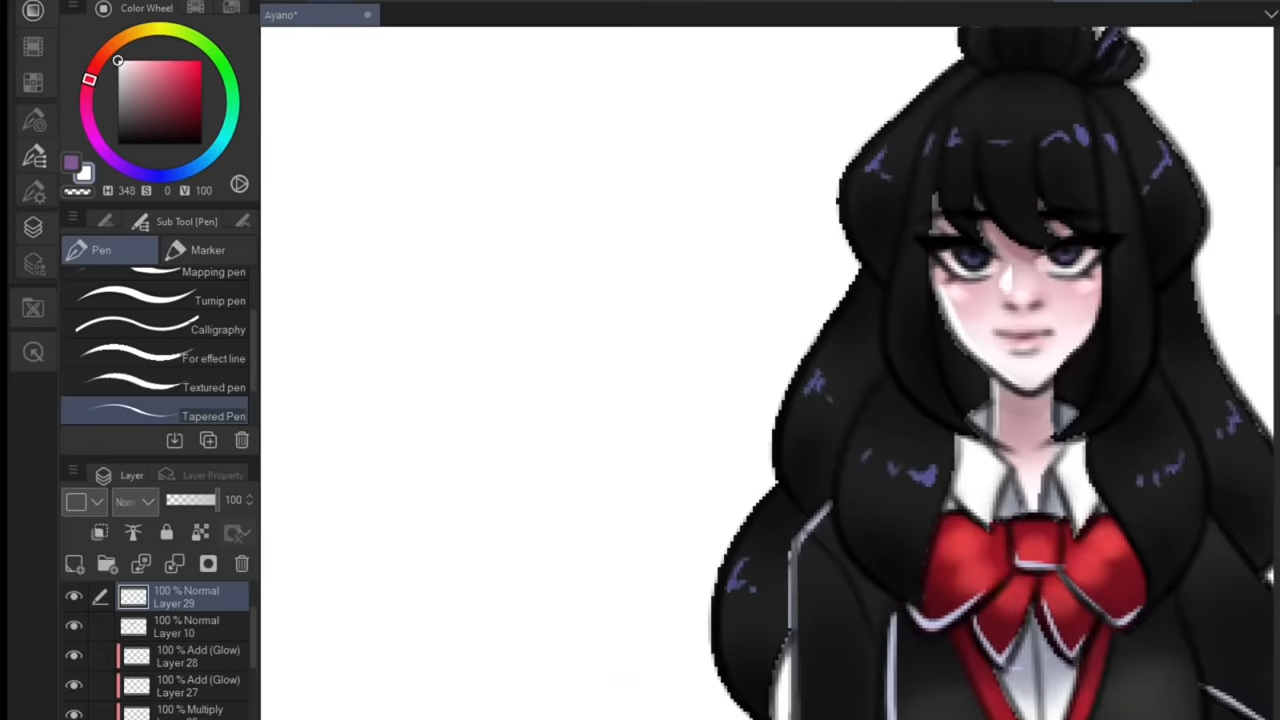 Color Wheel
Ayano*
H 348 S 0 V 100
Sub Tool [Pen]
Pen
Marker
Mapping pen
Turnip pen
Calligraphy
For effect line
Textured pen
Tapered Pen
Layer
Layer Property
Norm
100
100 % Normal
Layer 29
100 % Normal
Layer 10
100 % Add (Glow)
Layer 28
100 % Add (Glow)
Layer 27
100 % Multiply